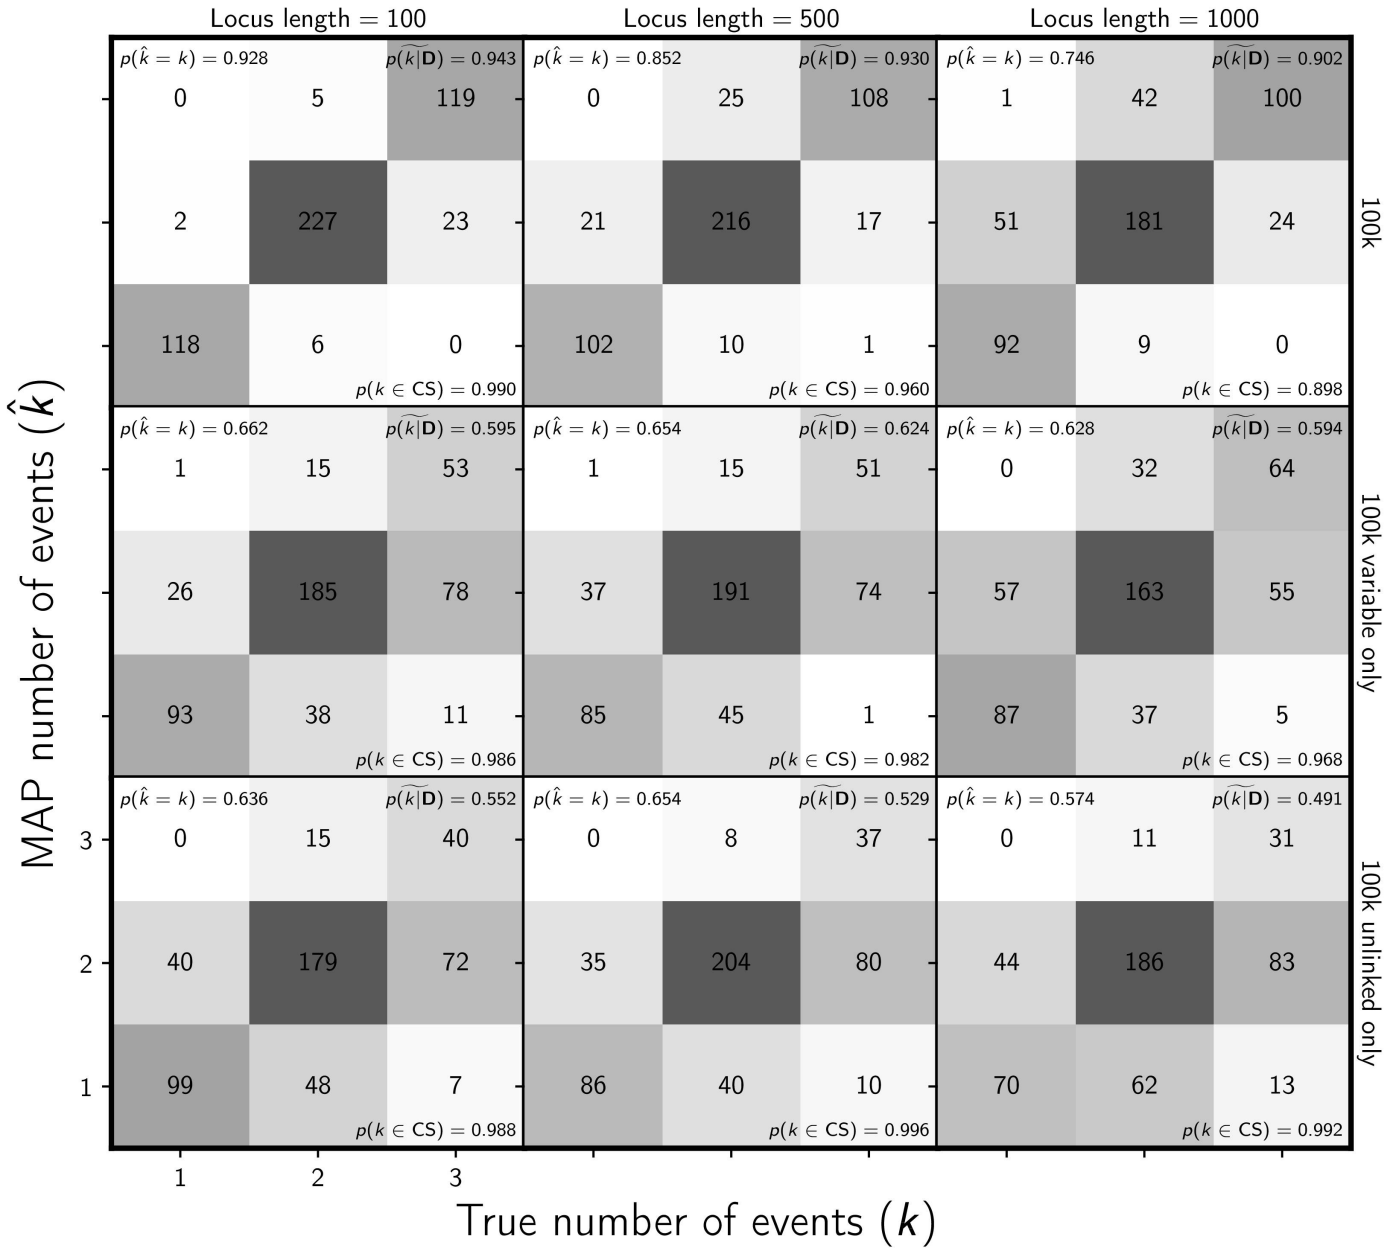 Locus length = 100 Locus length = 500 Locus length = 1000
p(k̂ = k) = 0.928 p(k|D) = 0.943 p(k̂ = k) = 0.852 p(k|D) = 0.930 p(k̂ = k) = 0.746 p(k|D) = 0.902
0 5 119 0 25 108 1 42 100
2 227 23 21 216 17 51 181 24
100k
118 6 0 102 10 1 92 9 0
p(k ∈ CS) = 0.990 p(k ∈ CS) = 0.960 p(k ∈ CS) = 0.898
p(k̂ = k) = 0.662 p(k|D) = 0.595 p(k̂ = k) = 0.654 p(k|D) = 0.624 p(k̂ = k) = 0.628 p(k|D) = 0.594
1 15 53 1 15 51 0 32 64
26 185 78 37 191 74 57 163 55
100k variable only
93 38 11 85 45 1 87 37 5
p(k ∈ CS) = 0.986 p(k ∈ CS) = 0.982 p(k ∈ CS) = 0.968
p(k̂ = k) = 0.636 p(k|D) = 0.552 p(k̂ = k) = 0.654 p(k|D) = 0.529 p(k̂ = k) = 0.574 p(k|D) = 0.491
3 0 15 40 0 8 37 0 11 31
2 40 179 72 35 204 80 44 186 83
100k unlinked only
1 99 48 7 86 40 10 70 62 13
p(k ∈ CS) = 0.988 p(k ∈ CS) = 0.996 p(k ∈ CS) = 0.992
1 2 3
MAP number of events (k̂)
True number of events (k)